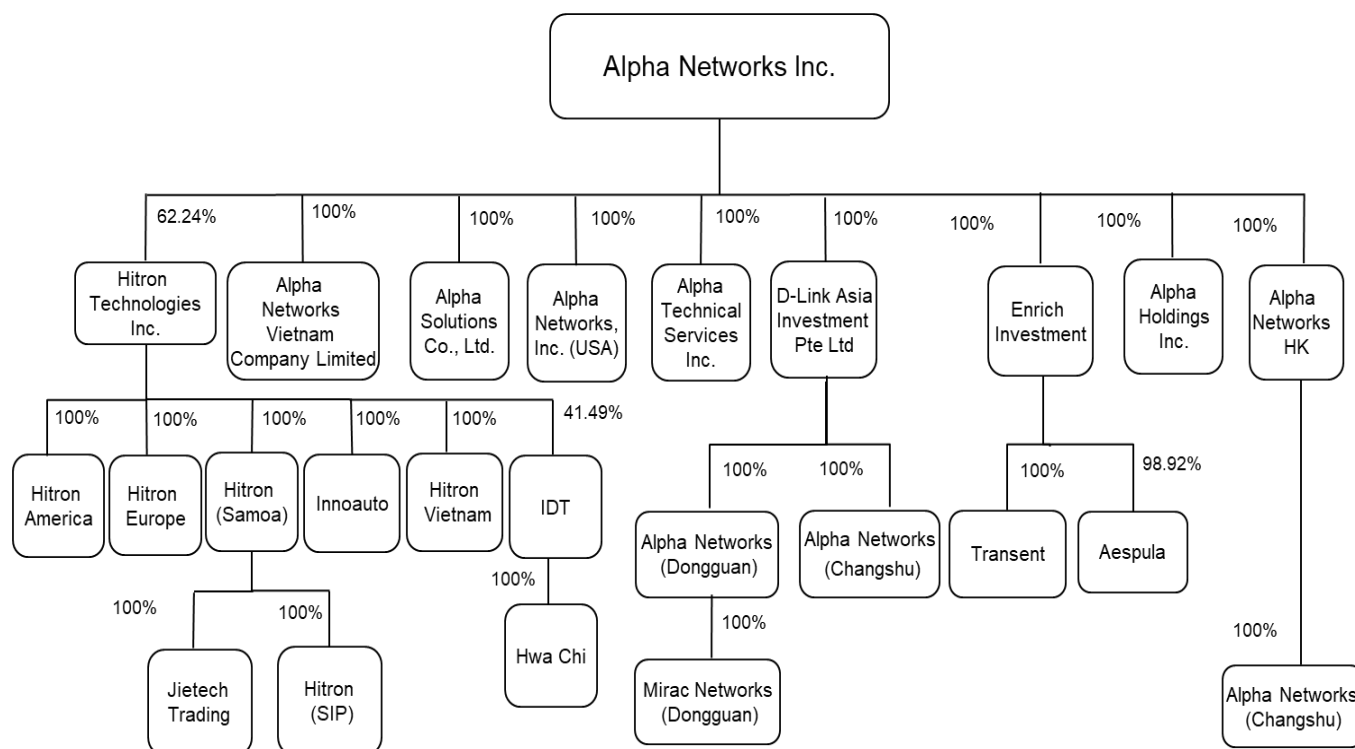 Alpha Networks Inc.
62.24%
100%
100%
100%
100%
100%
100%
100%
100%
Hitron
Technologies
Inc.
Alpha
Networks
Vietnam
Company Limited
Alpha
Solutions
Co., Ltd.
Alpha
Networks,
Inc. (USA)
Alpha
Technical
Services
Inc.
D-Link Asia
Investment
Pte Ltd
Enrich
Investment
Alpha
Holdings
Inc.
Alpha
Networks
HK
100%
100%
100%
100%
100%
41.49%
100%
100%
100%
98.92%
Hitron
America
Hitron
Europe
Hitron
(Samoa)
Innoauto
Hitron
Vietnam
IDT
Alpha Networks
(Dongguan)
Alpha Networks
(Changshu)
Transent
Aespula
100%
100%
100%
100%
100%
Jietech
Trading
Hitron
(SIP)
Hwa Chi
Mirac Networks
(Dongguan)
Alpha Networks
(Changshu)